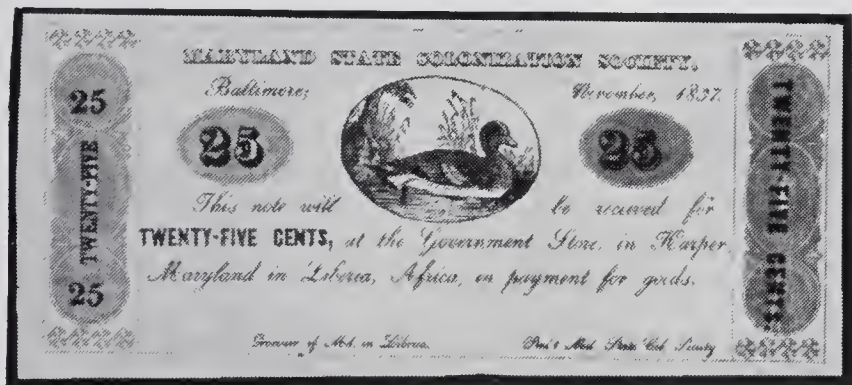 MARYLAND STATE COLONIZATION SOCIETY.
Baltimore, November, 1837.
25 25
25 TWENTY-FIVE 25
This note will be received for
TWENTY-FIVE CENTS, at the Government Store, in Harper,
Maryland in Liberia, Africa, in payment for goods.
TWENTY FIVE CENTS.
Governor of Md. in Liberia. Pres't Md. State Col. Society